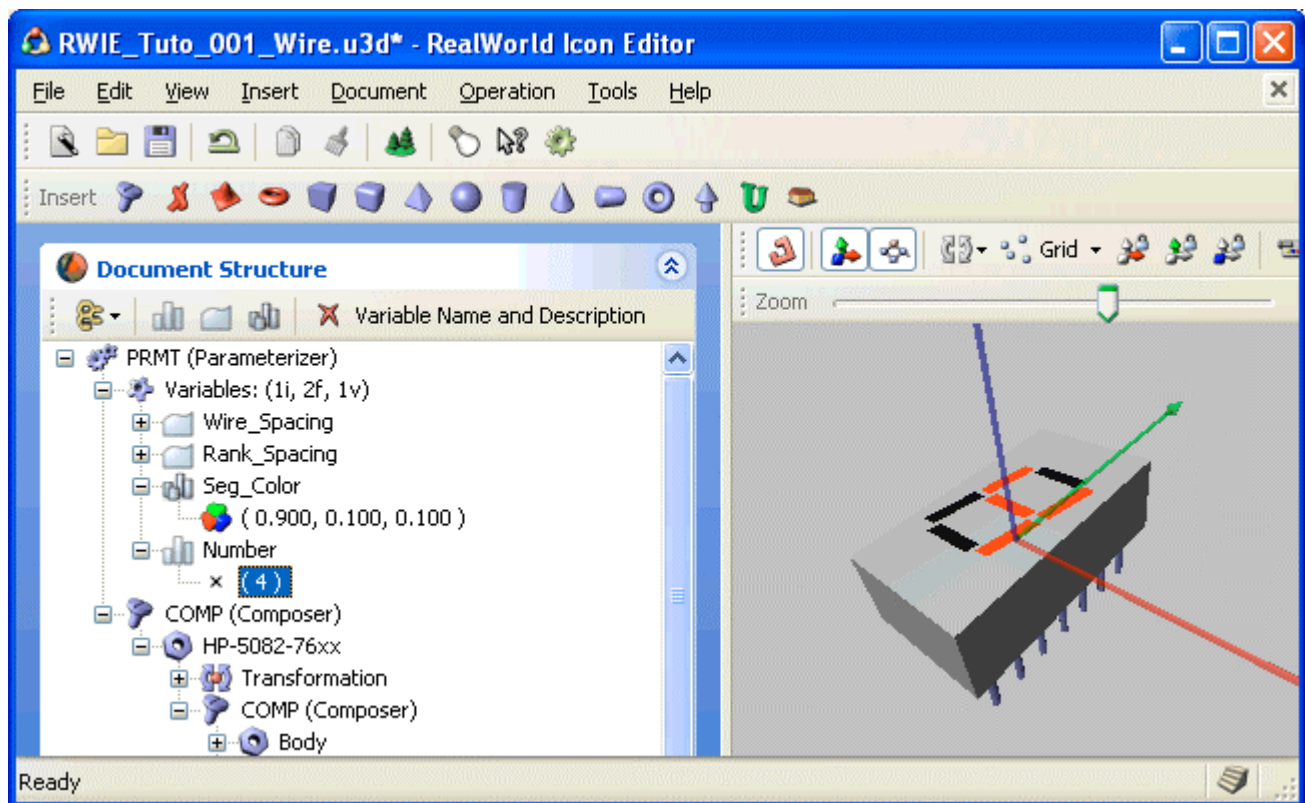 RWIE_Tuto_001_Wire.u3d* - RealWorld Icon Editor
File Edit View Insert Document Operation Tools Help
Insert
Grid
Document Structure
Zoom
Variable Name and Description
PRMT (Parameterizer)
Variables: (1i, 2f, 1v)
Wire_Spacing
Rank_Spacing
Seg_Color
( 0.900, 0.100, 0.100 )
Number
( 4 )
COMP (Composer)
HP-5082-76xx
Transformation
COMP (Composer)
Body
Ready